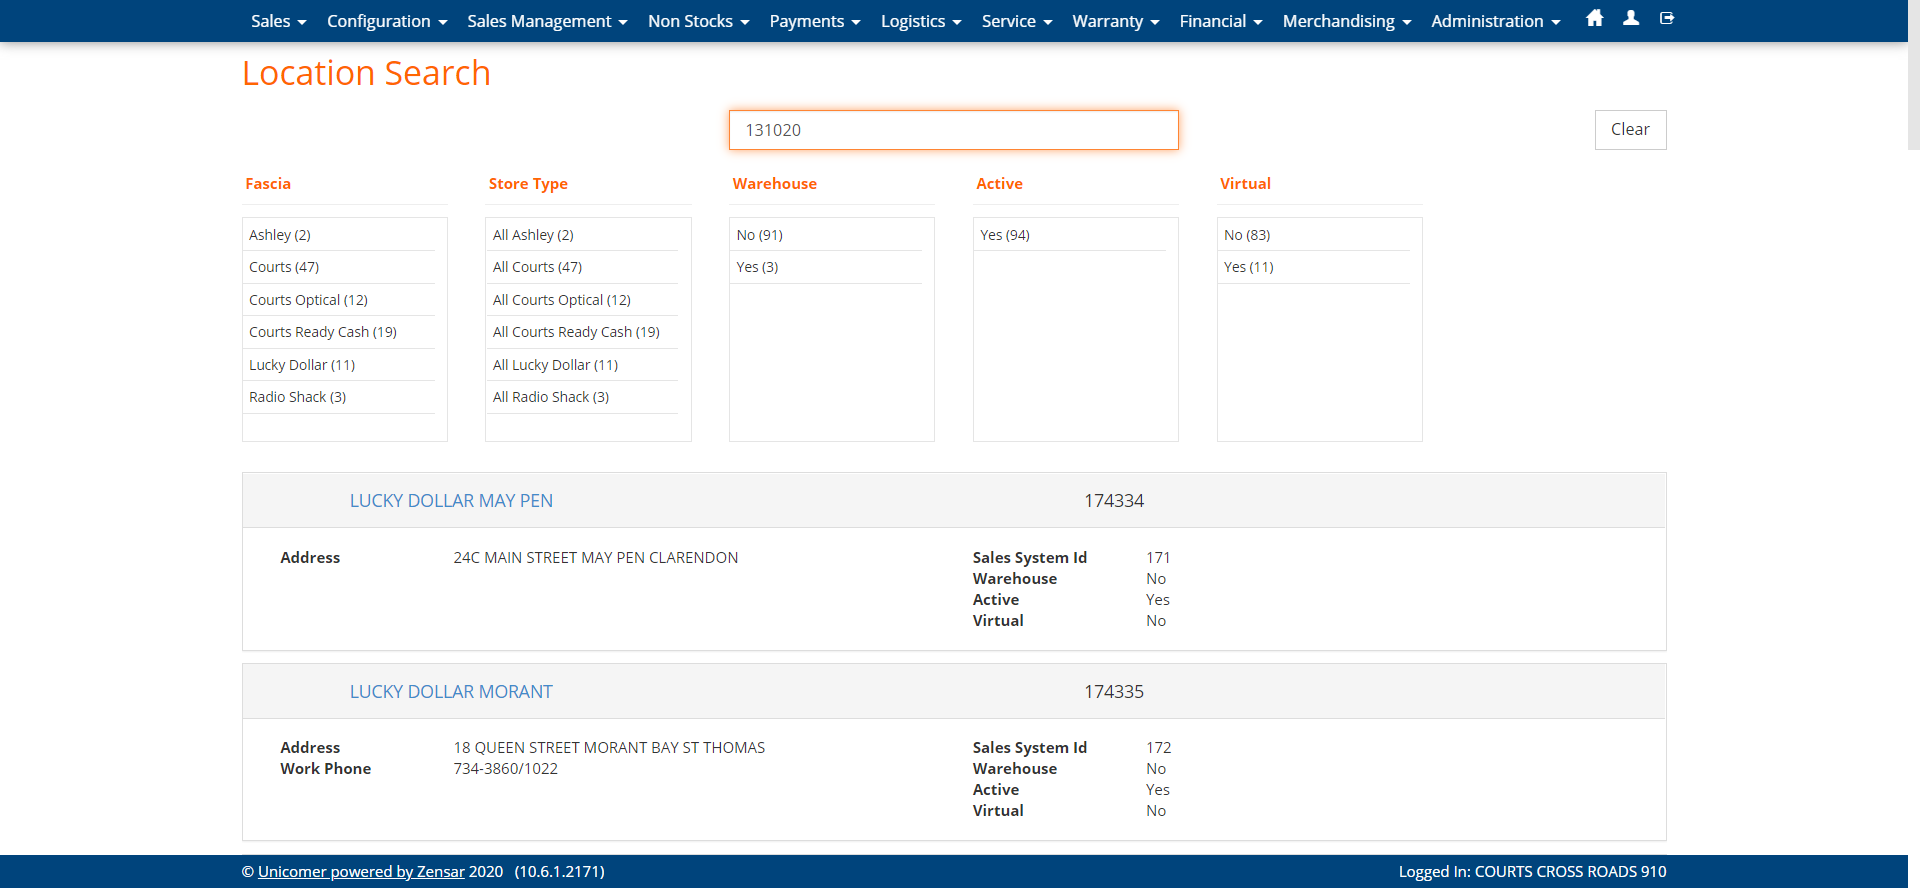 Sales Configuration Sales Management Non Stocks Payments Logistics Service Warranty Financial Merchandising Administration
Location Search
131020
Clear
Fascia Store Type Warehouse Active Virtual
Ashley (2) All Ashley (2) No (91) Yes (94) No (83)
Courts (47) All Courts (47) Yes (3) Yes (11)
Courts Optical (12) All Courts Optical (12)
Courts Ready Cash (19) All Courts Ready Cash (19)
Lucky Dollar (11) All Lucky Dollar (11)
Radio Shack (3) All Radio Shack (3)
LUCKY DOLLAR MAY PEN 174334
Address 24C MAIN STREET MAY PEN CLARENDON Sales System Id 171
Warehouse No
Active Yes
Virtual No
LUCKY DOLLAR MORANT 174335
Address 18 QUEEN STREET MORANT BAY ST THOMAS Sales System Id 172
Work Phone 734-3860/1022 Warehouse No
Active Yes
Virtual No
© Unicomer powered by Zensar 2020 (10.6.1.2171) Logged In: COURTS CROSS ROADS 910